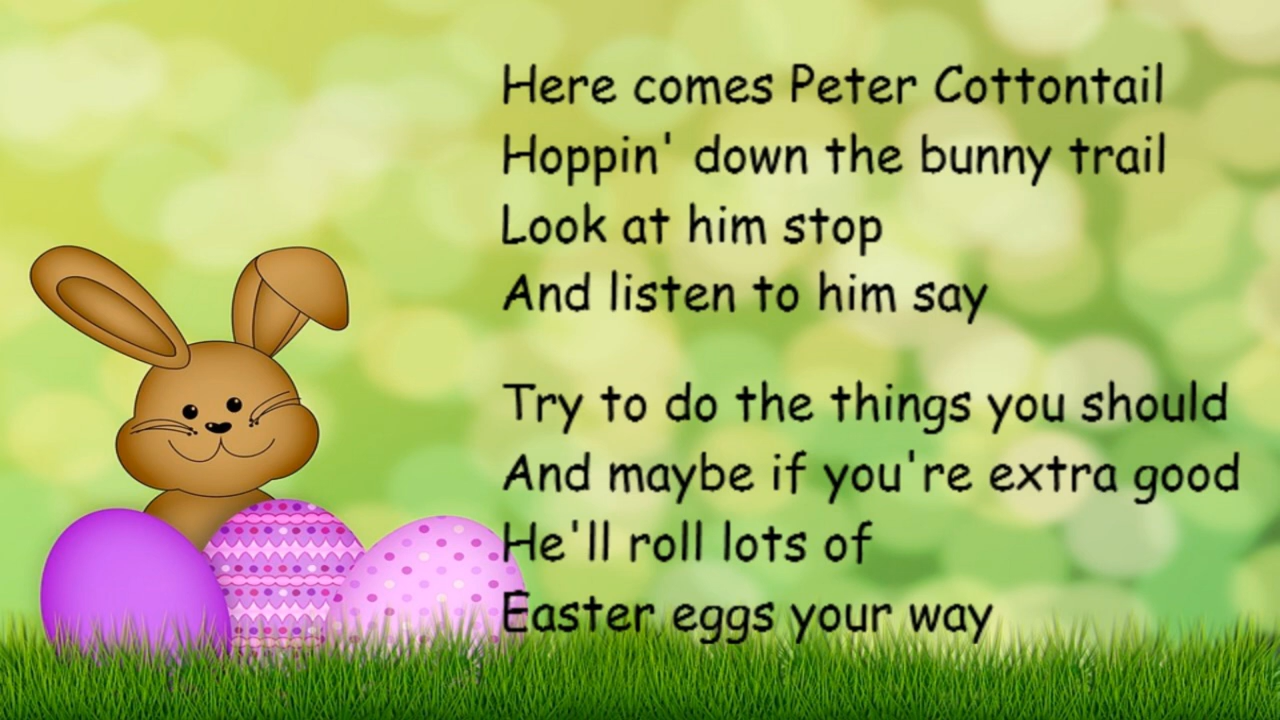 Here comes Peter Cottontail
Hoppin' down the bunny trail
Look at him stop
And listen to him say
Try to do the things you should
And maybe if you're extra good
He'll roll lots of
Easter eggs your way